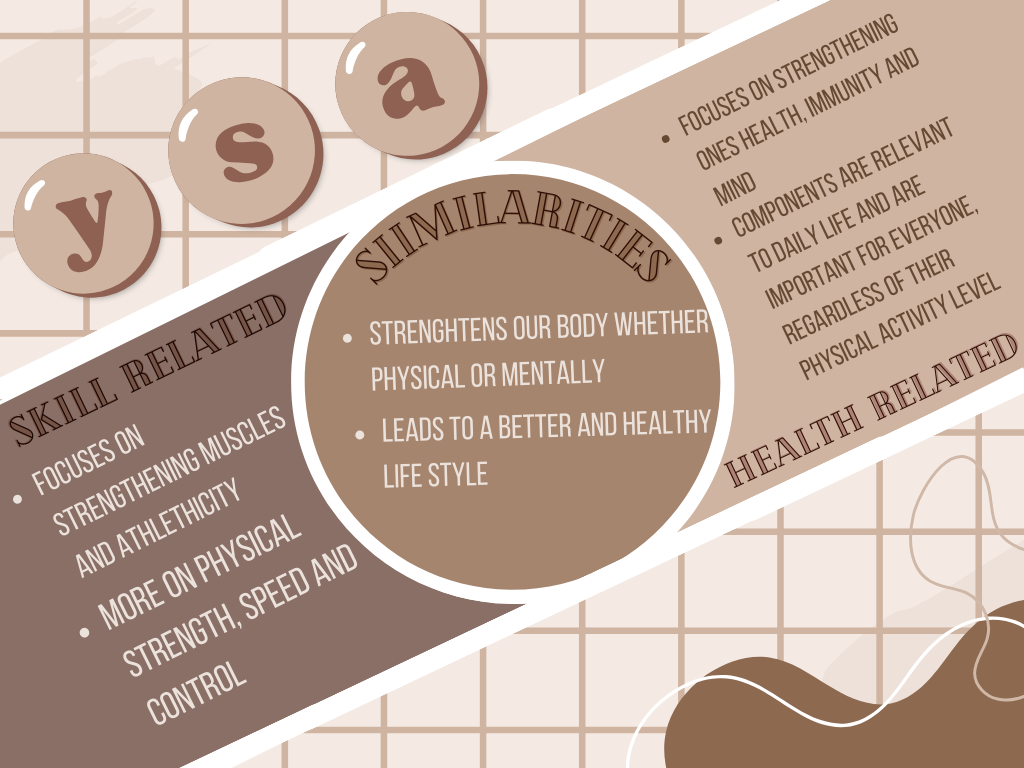 y s a
SKILL RELATED
• FOCUSES ON
STRENGTHENING MUSCLES
AND ATHLETHICITY
• MORE ON PHYSICAL
STRENGTH, SPEED AND
CONTROL
SIIMILARITIES
• STRENGHTENS OUR BODY WHETHER
PHYSICAL OR MENTALLY
• LEADS TO A BETTER AND HEALTHY
LIFE STYLE
• FOCUSES ON STRENGTHENING
ONES HEALTH, IMMUNITY AND
MIND
• COMPONENTS ARE RELEVANT
TO DAILY LIFE AND ARE
IMPORTANT FOR EVERYONE,
REGARDLESS OF THEIR
PHYSICAL ACTIVITY LEVEL
HEALTH RELATED